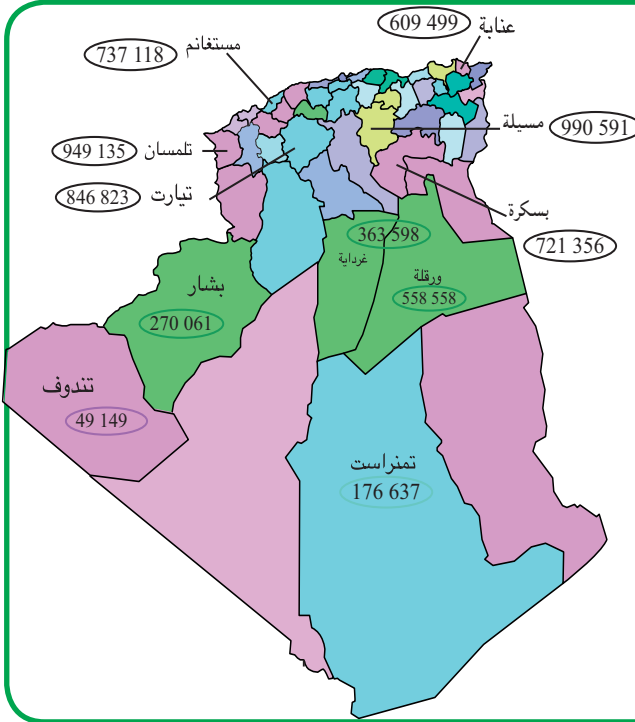 عنابة
609 499
مستغانم
737 118
مسيلة
990 591
تلمسان
949 135
تيارت
846 823
بسكرة
721 356
363 598
غرداية
ورقلة
558 558
بشار
270 061
تندوف
49 149
تمنراست
176 637